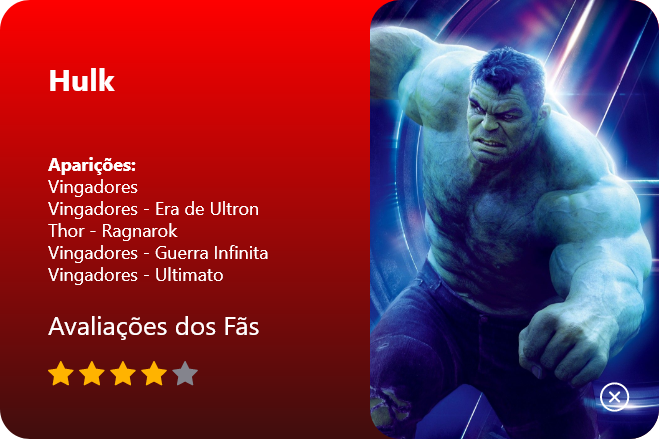 Hulk
Aparições:
Vingadores
Vingadores - Era de Ultron
Thor - Ragnarok
Vingadores - Guerra Infinita
Vingadores - Ultimato
Avaliações dos Fãs